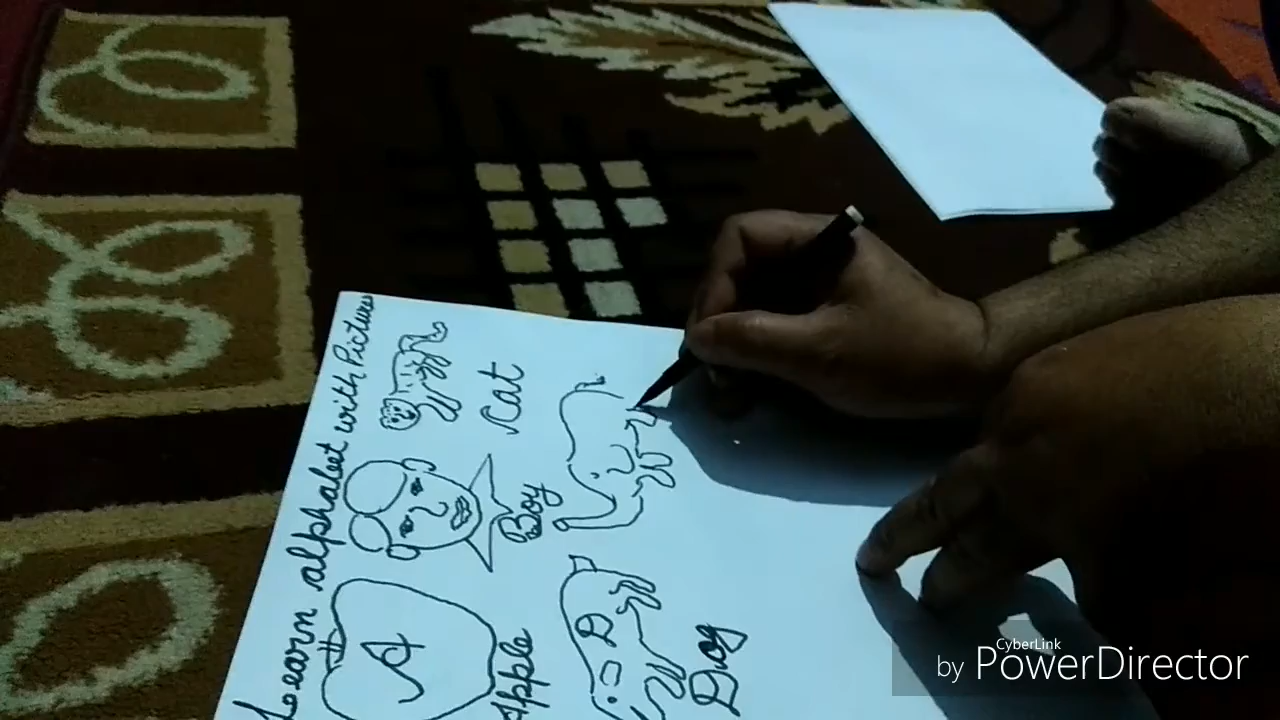 Learn alphabet with Pictures
A
Apple
Boy
Cat
D
Dog
CyberLink
by PowerDirector